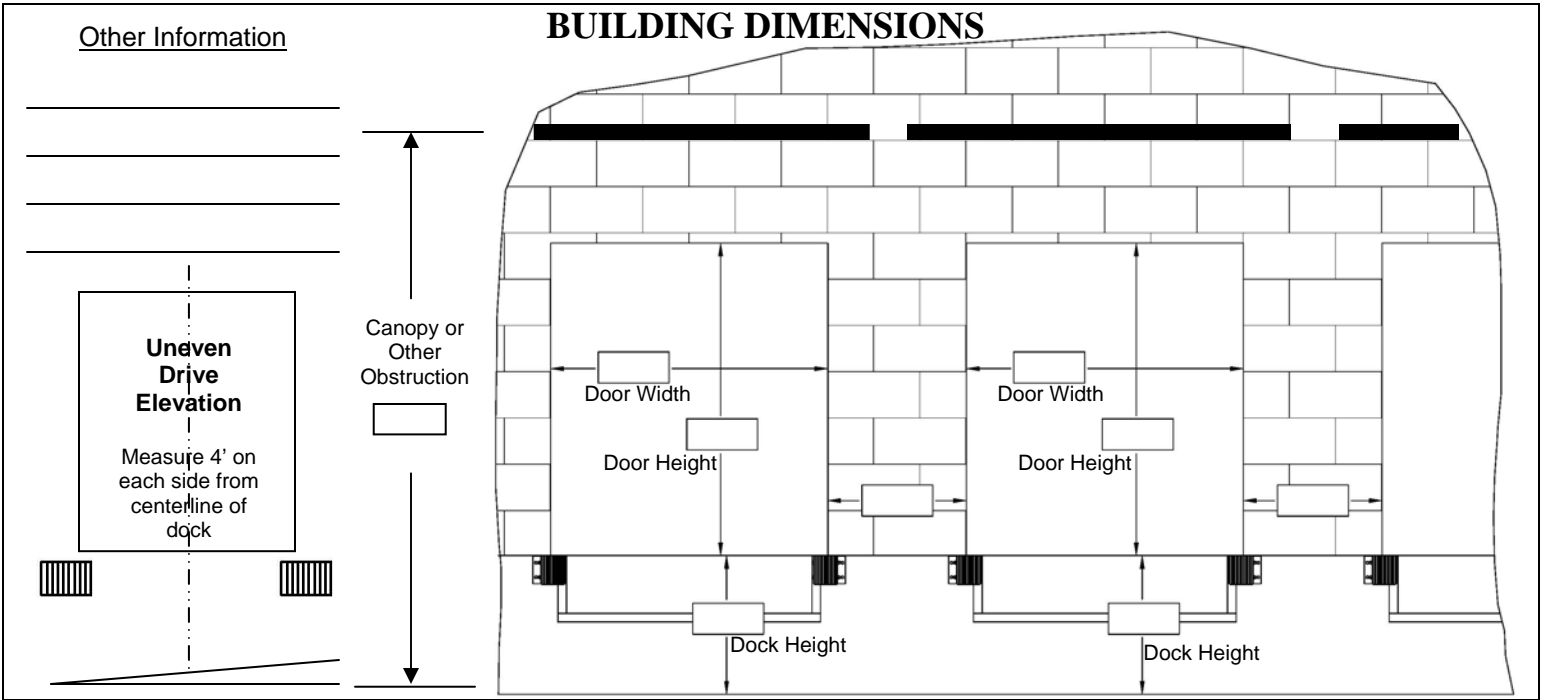 BUILDING DIMENSIONS
Other Information
Uneven
Drive
Elevation
Measure 4' on
each side from
centerline of
dock
Canopy or
Other
Obstruction
Door Width
Door Height
Dock Height
Door Width
Door Height
Dock Height